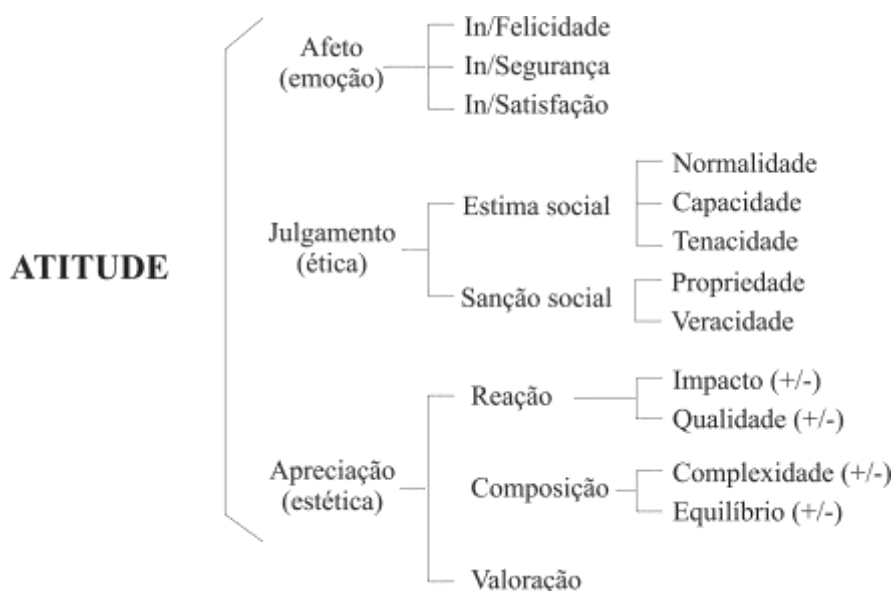 ATITUDE
Afeto
(emoção)
In/Felicidade
In/Segurança
In/Satisfação
Julgamento
(ética)
Estima social
Normalidade
Capacidade
Tenacidade
Sanção social
Propriedade
Veracidade
Apreciação
(estética)
Reação
Impacto (+/-)
Qualidade (+/-)
Composição
Complexidade (+/-)
Equilíbrio (+/-)
Valoração